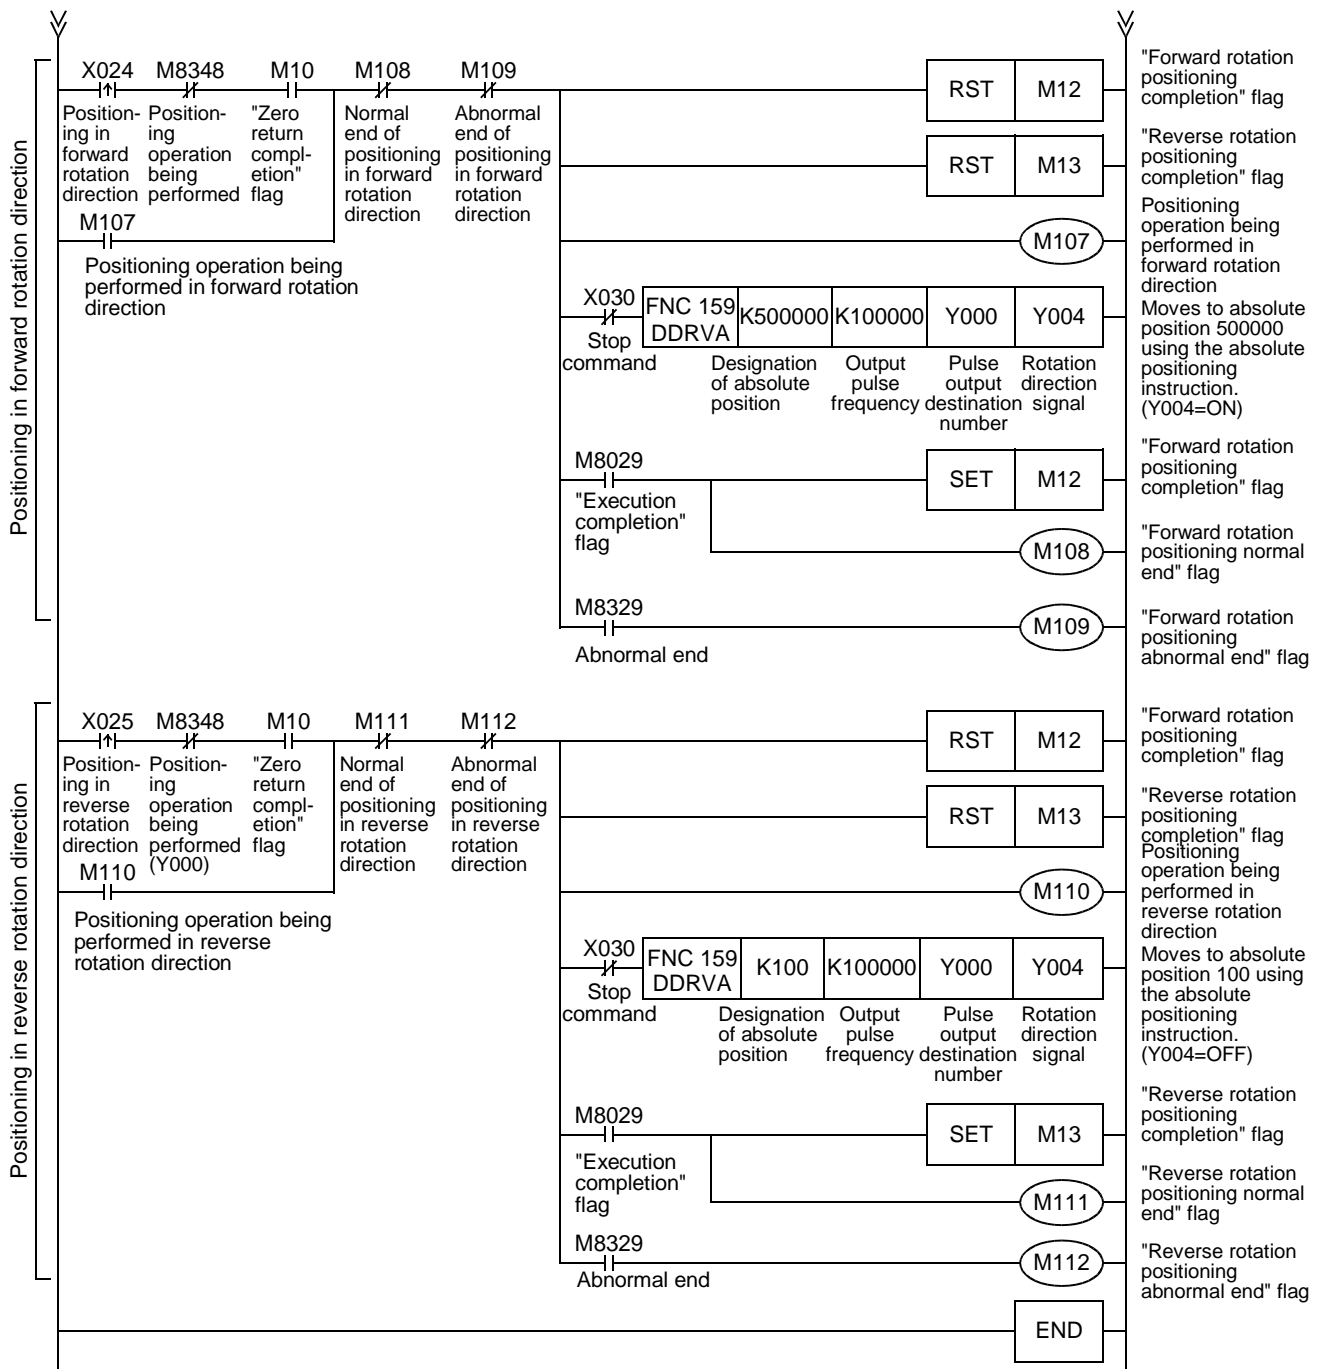 Positioning in forward rotation direction
X024 M8348 M10 M108 M109
Position-
ing in
forward
rotation
direction
Position-
ing
operation
being
performed
"Zero
return
compl-
etion"
flag
Normal
end of
positioning
in forward
rotation
direction
Abnormal
end of
positioning
in forward
rotation
direction
RST M12
"Forward rotation
positioning
completion" flag
RST M13
"Reverse rotation
positioning
completion" flag
M107
Positioning operation being
performed in forward rotation
direction
M107
Positioning
operation being
performed in
forward rotation
direction
X030
Stop
command
FNC 159
DDRVA
K500000 K100000 Y000 Y004
Designation
of absolute
position
Output
pulse
frequency
Pulse
output
destination
number
Rotation
direction
signal
Moves to absolute
position 500000
using the absolute
positioning
instruction.
(Y004=ON)
M8029
"Execution
completion"
flag
SET M12
"Forward rotation
positioning
completion" flag
M108
"Forward rotation
positioning normal
end" flag
M8329
Abnormal end
M109
"Forward rotation
positioning
abnormal end" flag
Positioning in reverse rotation direction
X025 M8348 M10 M111 M112
Position-
ing in
reverse
rotation
direction
Position-
ing
operation
being
performed
(Y000)
"Zero
return
compl-
etion"
flag
Normal
end of
positioning
in reverse
rotation
direction
Abnormal
end of
positioning
in reverse
rotation
direction
RST M12
"Forward rotation
positioning
completion" flag
RST M13
"Reverse rotation
positioning
completion" flag
M110
Positioning operation being
performed in reverse
rotation direction
M110
Positioning
operation being
performed in
reverse rotation
direction
X030
Stop
command
FNC 159
DDRVA
K100 K100000 Y000 Y004
Designation
of absolute
position
Output
pulse
frequency
Pulse
output
destination
number
Rotation
direction
signal
Moves to absolute
position 100 using
the absolute
positioning
instruction.
(Y004=OFF)
M8029
"Execution
completion"
flag
SET M13
"Reverse rotation
positioning
completion" flag
M111
"Reverse rotation
positioning normal
end" flag
M8329
Abnormal end
M112
"Reverse rotation
positioning
abnormal end" flag
END